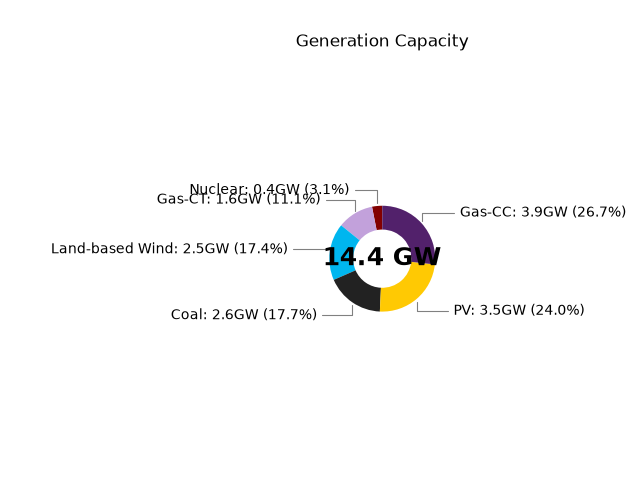 Generation Capacity
Nuclear: 0.4GW (3.1%)
Gas-CT: 1.6GW (11.1%)
Gas-CC: 3.9GW (26.7%)
Land-based Wind: 2.5GW (17.4%)
14.4 GW
Coal: 2.6GW (17.7%)
PV: 3.5GW (24.0%)